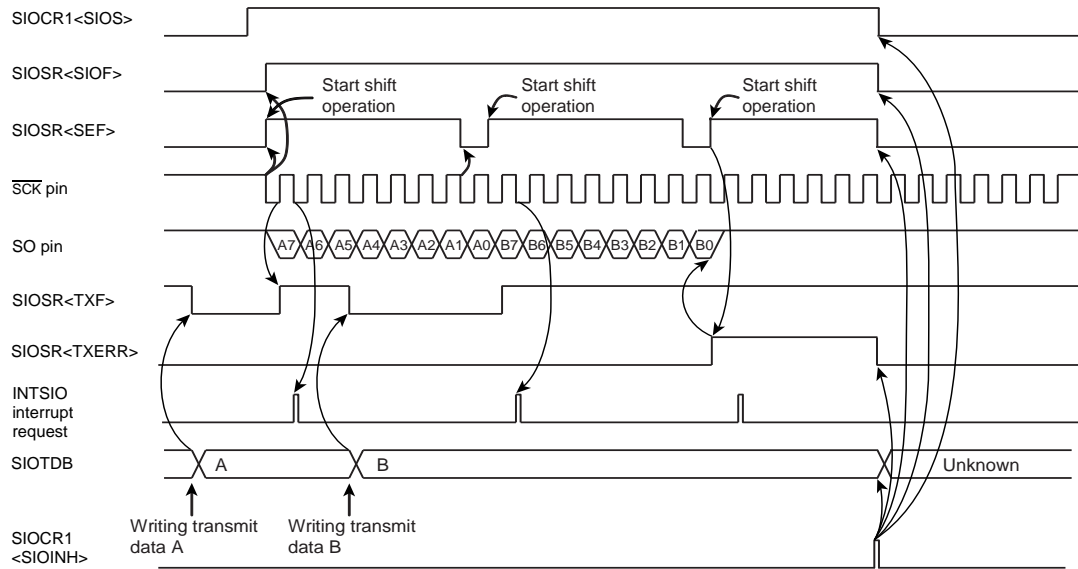 SIOCR1<SIOS>
SIOSR<SIOF>
Start shift
operation
Start shift
operation
Start shift
operation
SIOSR<SEF>
SCK pin
SO pin
A7 A6 A5 A4 A3 A2 A1 A0 B7 B6 B5 B4 B3 B2 B1 B0
SIOSR<TXF>
SIOSR<TXERR>
INTSIO
interrupt
request
SIOTDB
A
B
Unknown
Writing transmit
data A
Writing transmit
data B
SIOCR1
<SIOINH>